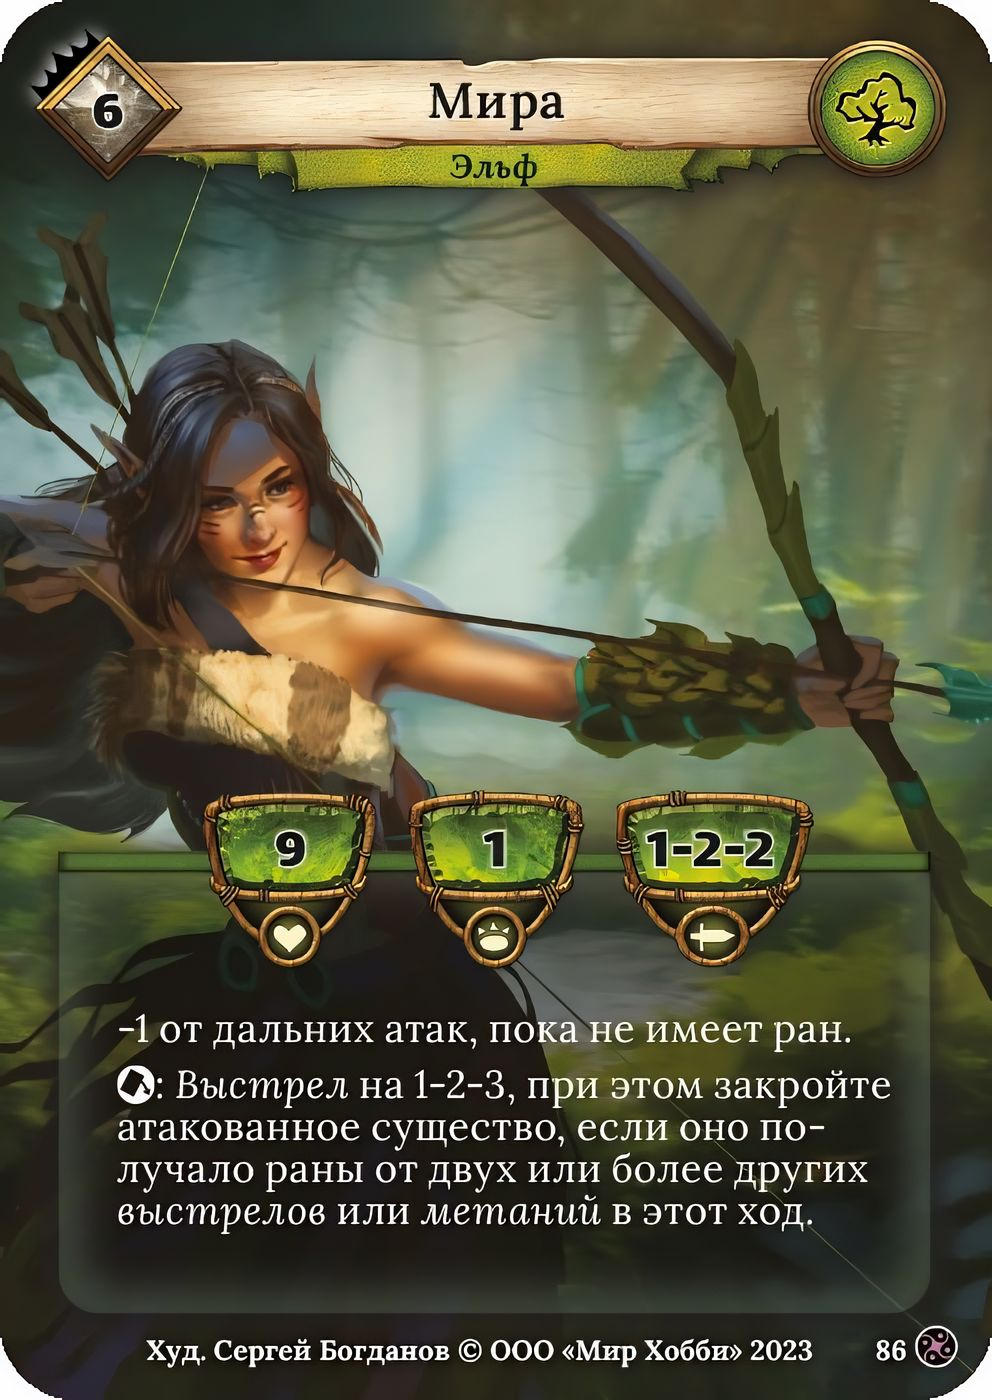 6
Мира
Эльф
9
1
1-2-2
-1 от дальних атак, пока не имеет ран.
: Выстрел на 1-2-3, при этом закройте
атакованное существо, если оно по-
лучало раны от двух или более других
выстрелов или метаний в этот ход.
Худ. Сергей Богданов © ООО «Мир Хобби» 2023
86